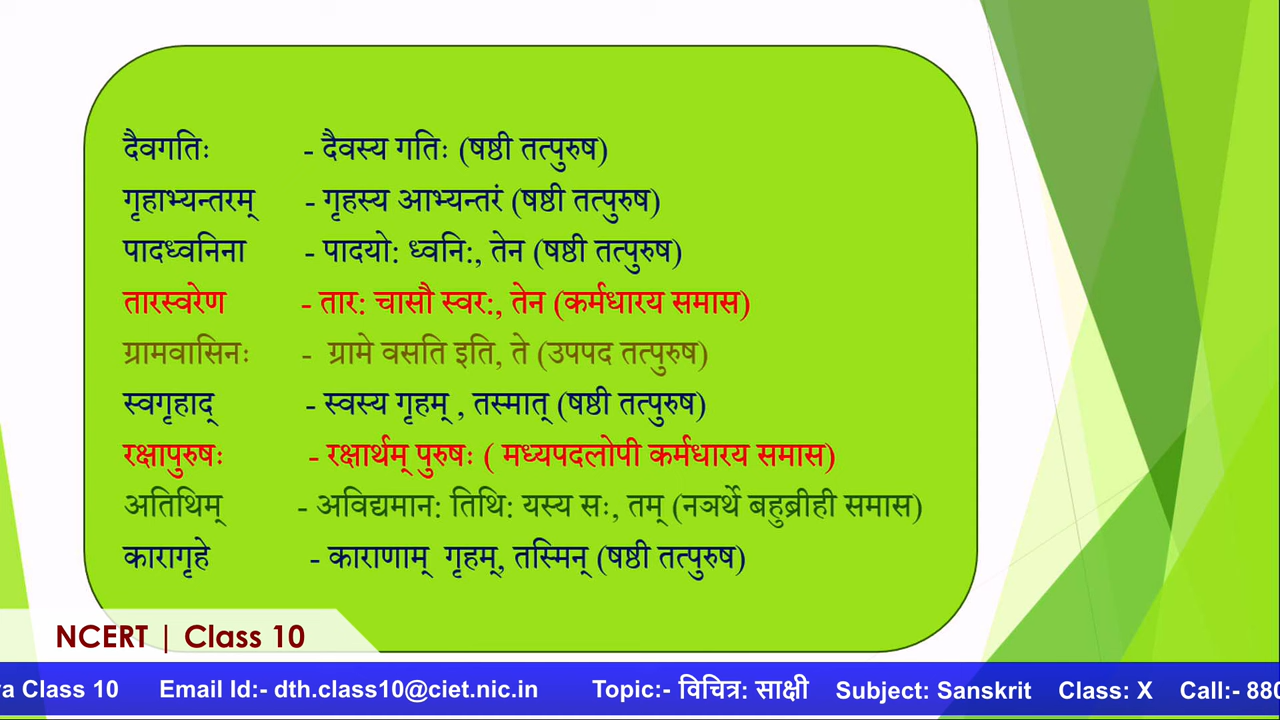 दैवगतिः - दैवस्य गतिः (षष्ठी तत्पुरुष)
गृहाभ्यन्तरम् - गृहस्य आभ्यन्तरं (षष्ठी तत्पुरुष)
पादध्वनिना - पादयो: ध्वनि:, तेन (षष्ठी तत्पुरुष)
तारस्वरेण - तार: चासौ स्वर:, तेन (कर्मधारय समास)
ग्रामवासिनः - ग्रामे वसति इति, ते (उपपद तत्पुरुष)
स्वगृहाद् - स्वस्य गृहम् , तस्मात् (षष्ठी तत्पुरुष)
रक्षापुरुषः - रक्षार्थम् पुरुषः ( मध्यपदलोपी कर्मधारय समास)
अतिथिम् - अविद्यमान: तिथि: यस्य सः, तम् (नञर्थे बहुब्रीही समास)
कारागृहे - काराणाम् गृहम्, तस्मिन् (षष्ठी तत्पुरुष)
NCERT | Class 10
a Class 10 Email Id:- dth.class10@ciet.nic.in Topic:- विचित्र: साक्षी Subject: Sanskrit Class: X Call:- 880